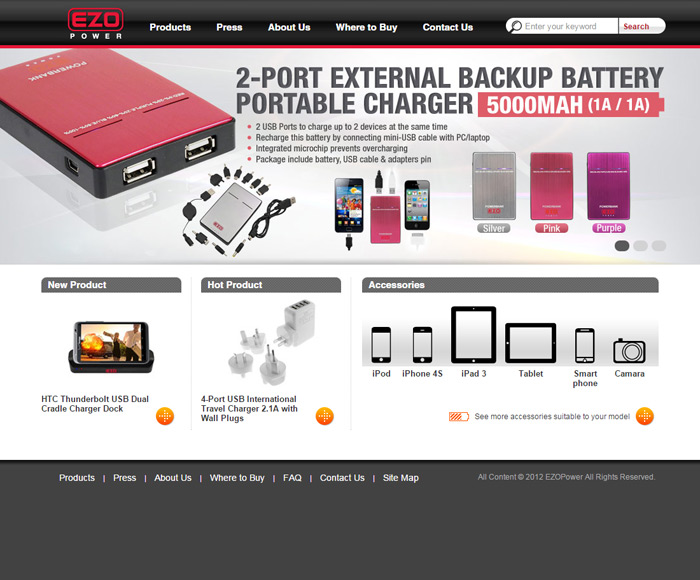 EZO
POWER
Products
Press
About Us
Where to Buy
Contact Us
Enter your keyword
Search
POWERBANK
2-PORT EXTERNAL BACKUP BATTERY
PORTABLE CHARGER 5000MAH (1A / 1A)
• 2 USB Ports to charge up to 2 devices at the same time
• Recharge this battery by connecting mini-USB cable with PC/laptop
• Integrated microchip prevents overcharging
• Package include battery, USB cable & adapters pin
EZO
Silver
Pink
Purple
New Product
Hot Product
Accessories
HTC Thunderbolt USB Dual
Cradle Charger Dock
4-Port USB International
Travel Charger 2.1A with
Wall Plugs
iPod
iPhone 4S
iPad 3
Tablet
Smart
phone
Camara
See more accessories suitable to your model
Products | Press | About Us | Where to Buy | FAQ | Contact Us | Site Map
All Content © 2012 EZOPower All Rights Reserved.